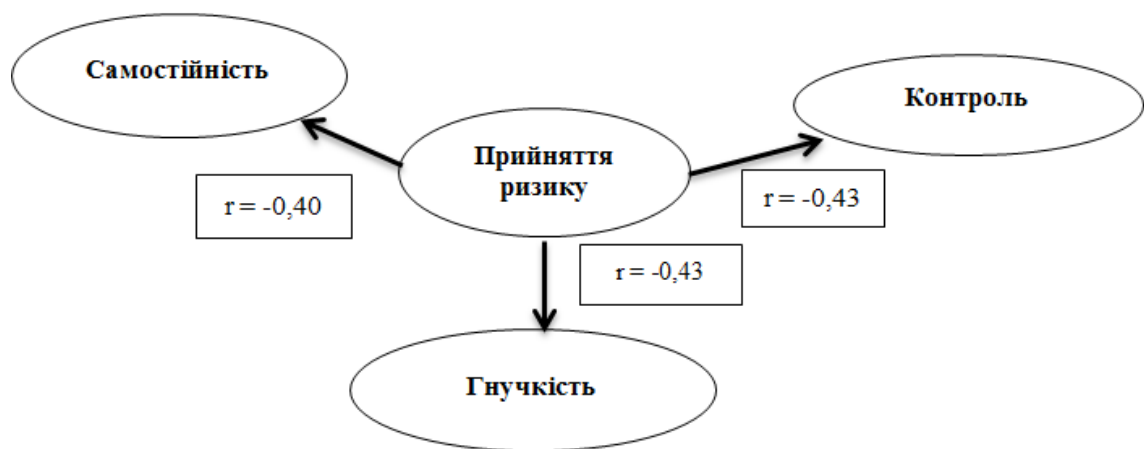 Самостійність
Контроль
Прийняття
ризику
r = -0,40
r = -0,43
r = -0,43
Гнучкість